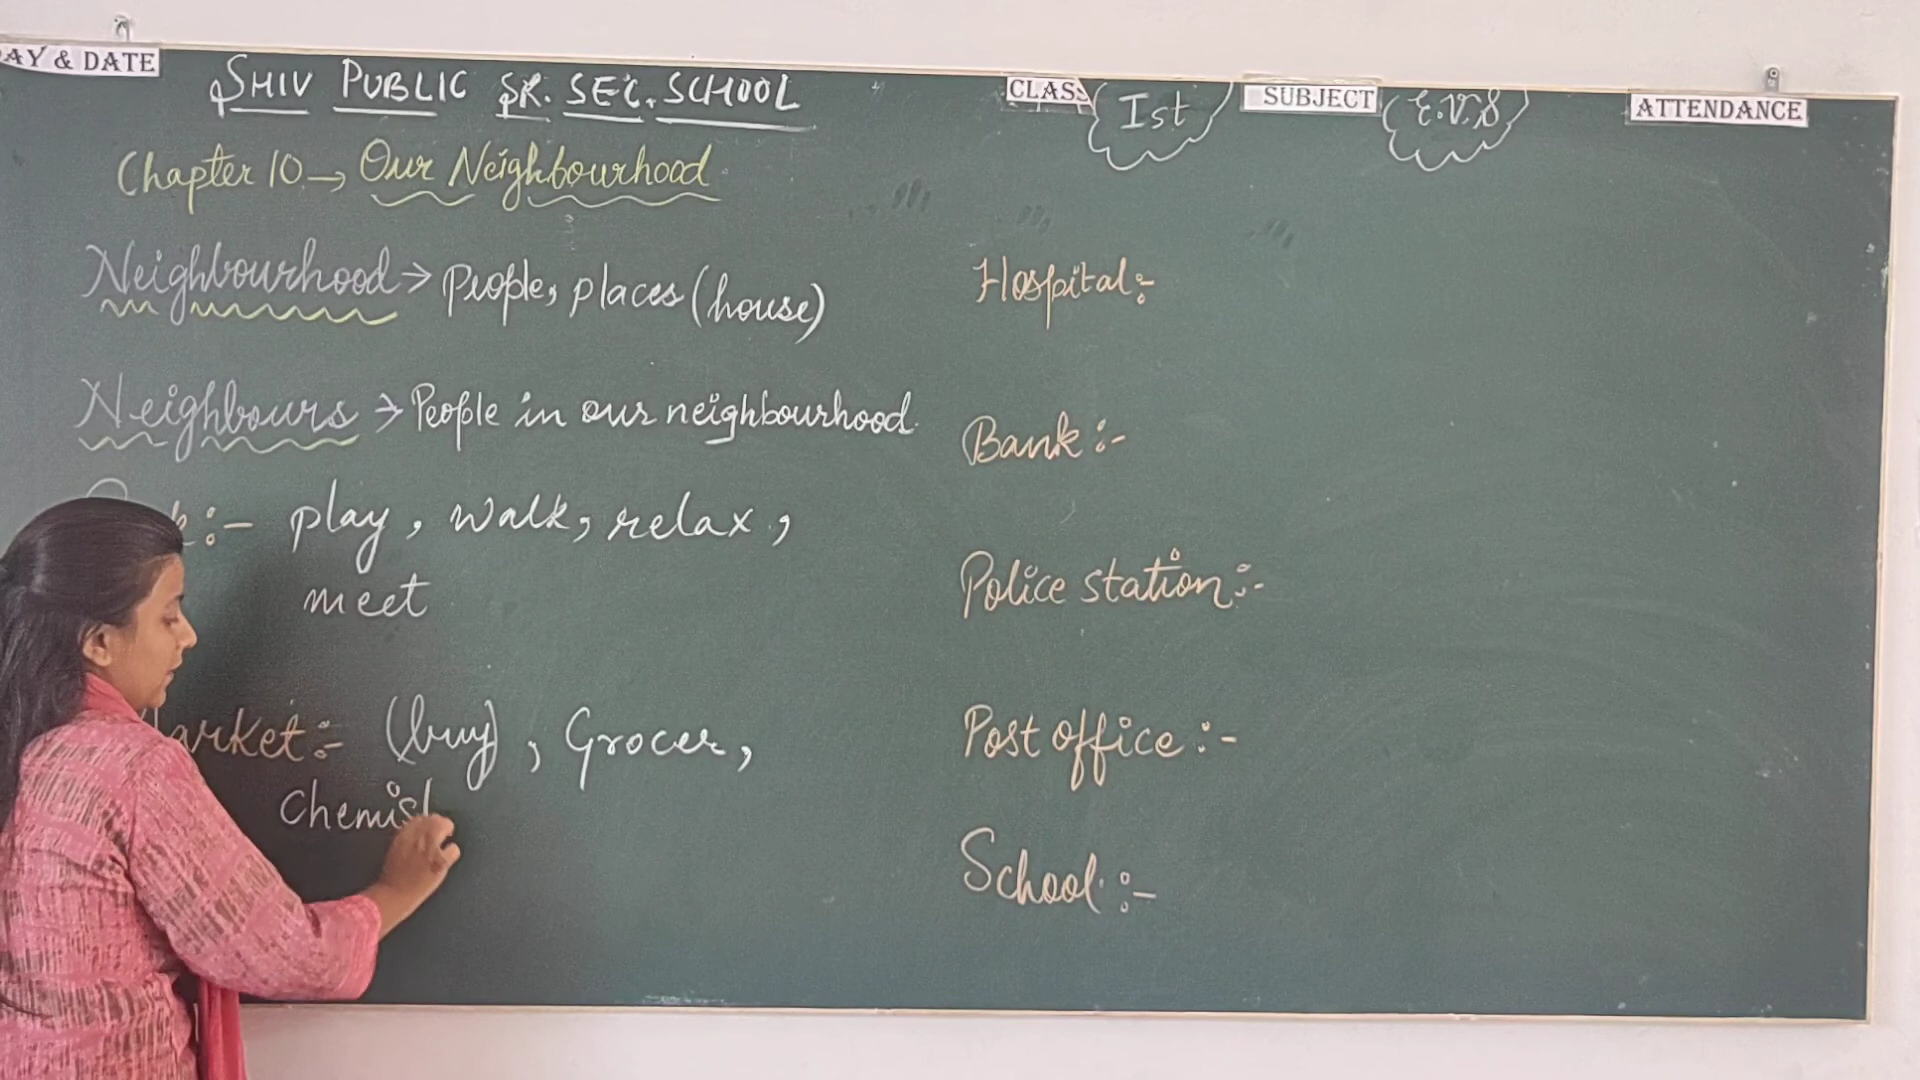 AY & DATE
SHIV PUBLIC SR. SEC. SCHOOL
CLASS
Ist
SUBJECT
E.V.S
ATTENDANCE
Chapter 10 → Our Neighbourhood
Neighbourhood → People, places (house)
Neighbours → People in our neighbourhood.
:- play, walk, relax,
meet
arket:- (buy), Grocer,
Chemist
Hospital:-
Bank:-
Police station:-
Post office:-
School:-